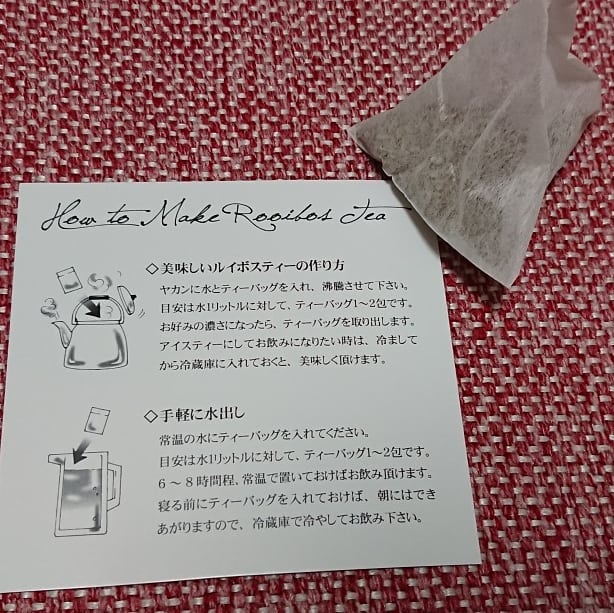 How to Make Rooibos Tea
◇美味しいルイボスティーの作り方
ヤカンに水とティーバッグを入れ、沸騰させて下さい。
目安は水1リットルに対して、ティーバッグ1～2包です。
お好みの濃さになったら、ティーバッグを取り出します。
アイスティーにしてお飲みになりたい時は、冷まして
から冷蔵庫に入れておくと、美味しく頂けます。
◇手軽に水出し
常温の水にティーバッグを入れてください。
目安は水1リットルに対して、ティーバッグ1～2包です。
6～8時間程、常温で置いておけばお飲み頂けます。
寝る前にティーバッグを入れておけば、朝にはでき
あがりますので、冷蔵庫で冷やしてお飲み下さい。